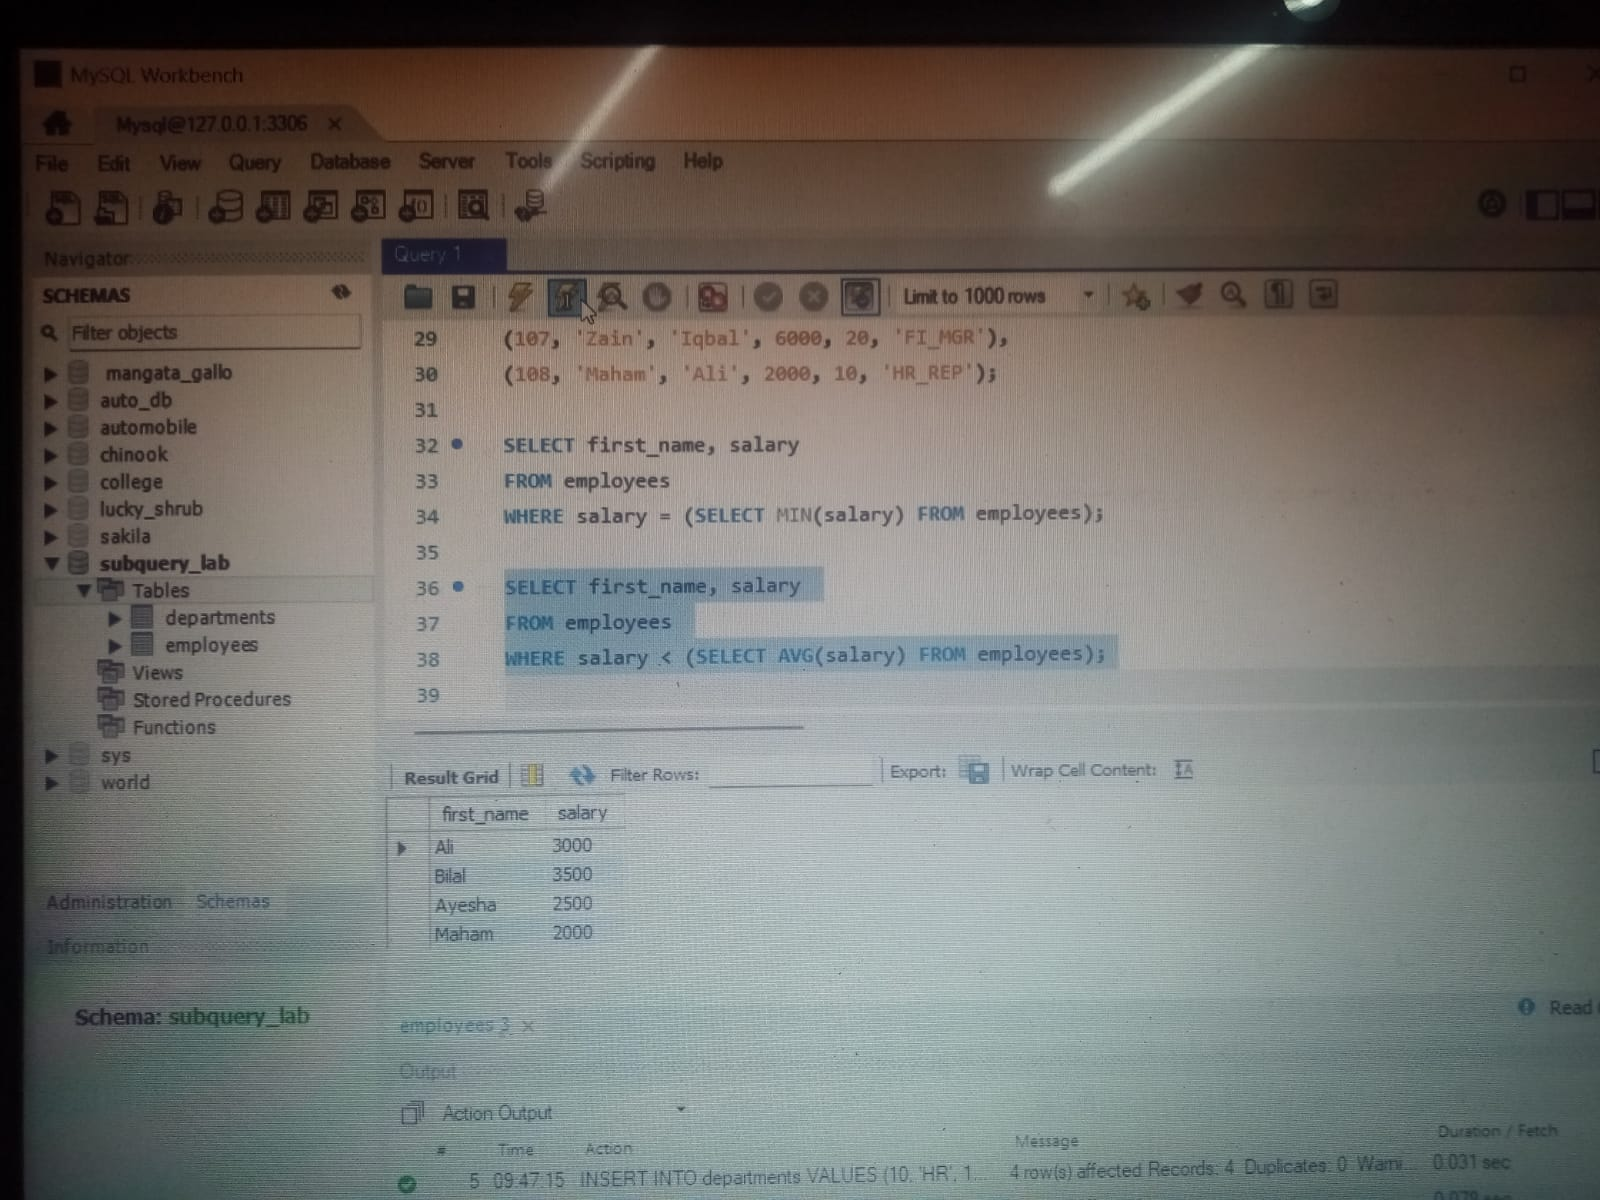 MySQL Workbench
Mysql@127.0.0.1:3306 ×
File Edit View Query Database Server Tools Scripting Help
Navigator
SCHEMAS
Filter objects
mangata_gallo
auto_db
automobile
chinook
college
lucky_shrub
sakila
subquery_lab
Tables
departments
employees
Views
Stored Procedures
Functions
sys
world
Administration Schemas
Information
Schema: subquery_lab
Query 1
Limit to 1000 rows
29 (107, 'Zain', 'Iqbal', 6000, 20, 'FI_MGR'),
30 (108, 'Maham', 'Ali', 2000, 10, 'HR_REP');
31
32 SELECT first_name, salary
33 FROM employees
34 WHERE salary = (SELECT MIN(salary) FROM employees);
35
36 SELECT first_name, salary
37 FROM employees
38 WHERE salary < (SELECT AVG(salary) FROM employees);
39
Result Grid Filter Rows: Export: Wrap Cell Content:
first_name salary
Ali 3000
Bilal 3500
Ayesha 2500
Maham 2000
Read
employees 3 ×
Output
Action Output
# Time Action Message Duration / Fetch
5 09:47:15 INSERT INTO departments VALUES (10, 'HR', 1... 4 row(s) affected Records: 4 Duplicates: 0 Warni... 0.031 sec